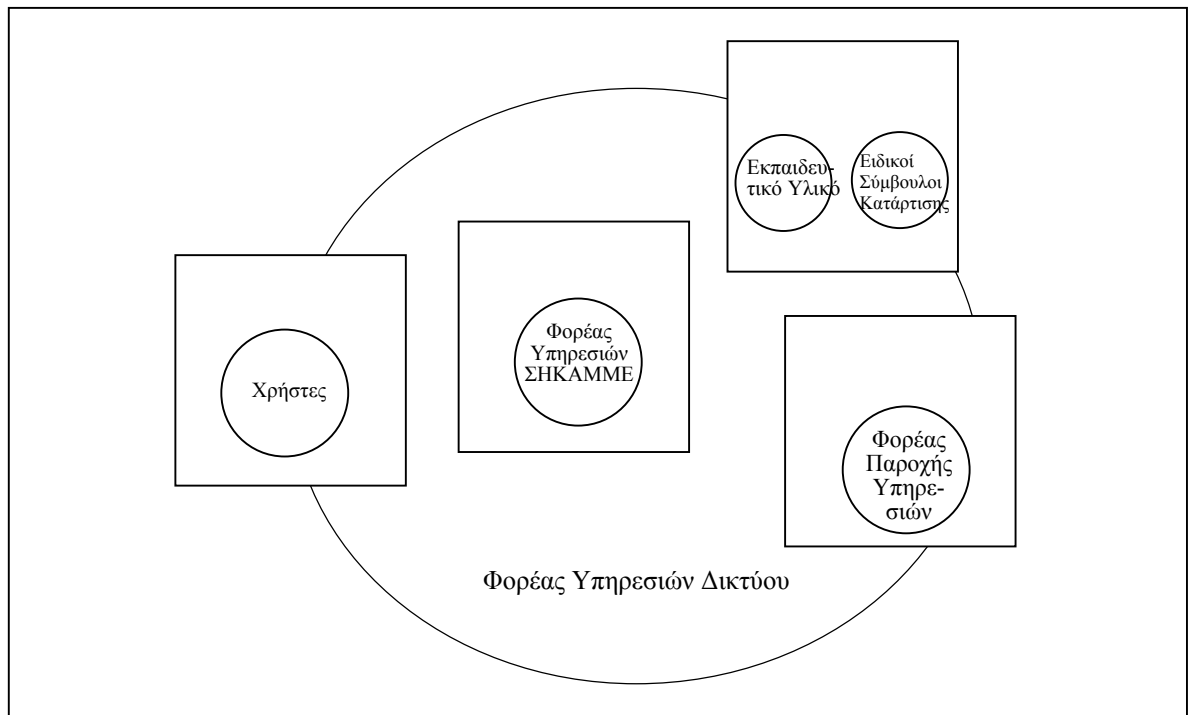 Εκπαιδευ-
τικό Υλικό
Ειδικοί
Σύμβουλοι
Κατάρτισης
Φορέας
Υπηρεσιών
ΣΗΚΑΜΜΕ
Χρήστες
Φορέας
Παροχής
Υπηρε-
σιών
Φορέας Υπηρεσιών Δικτύου